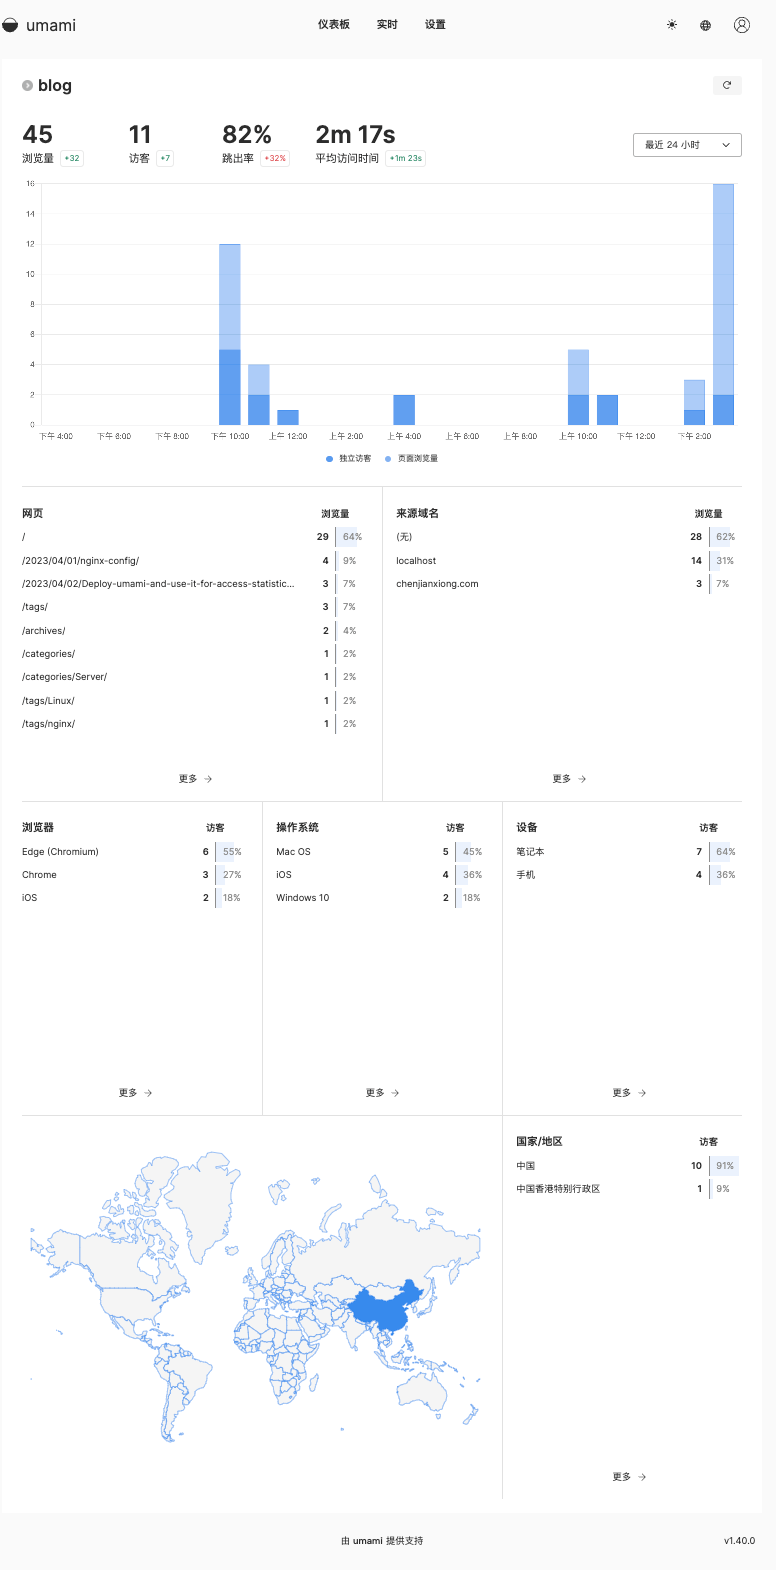 umami 仪表板 实时 设置
blog
45 11 82% 2m 17s
浏览量 +32 访客 +7 跳出率 +32% 平均访问时间 +1m 23s 最近 24 小时
16
14
12
10
8
6
4
2
0
下午 4:00 下午 6:00 下午 8:00 下午 10:00 上午 12:00 上午 2:00 上午 4:00 上午 6:00 上午 8:00 上午 10:00 下午 12:00 下午 2:00
独立访客 页面浏览量
网页 浏览量
/ 29 64%
/2023/04/01/nginx-config/ 4 9%
/2023/04/02/Deploy-umami-and-use-it-for-access-statistic... 3 7%
/tags/ 3 7%
/archives/ 2 4%
/categories/ 1 2%
/categories/Server/ 1 2%
/tags/Linux/ 1 2%
/tags/nginx/ 1 2%
更多
来源域名 浏览量
(无) 28 62%
localhost 14 31%
chenjianxiong.com 3 7%
更多
浏览器 访客
Edge (Chromium) 6 55%
Chrome 3 27%
iOS 2 18%
更多
操作系统 访客
Mac OS 5 45%
iOS 4 36%
Windows 10 2 18%
更多
设备 访客
笔记本 7 64%
手机 4 36%
更多
国家/地区 访客
中国 10 91%
中国香港特别行政区 1 9%
更多
由 umami 提供支持 v1.40.0